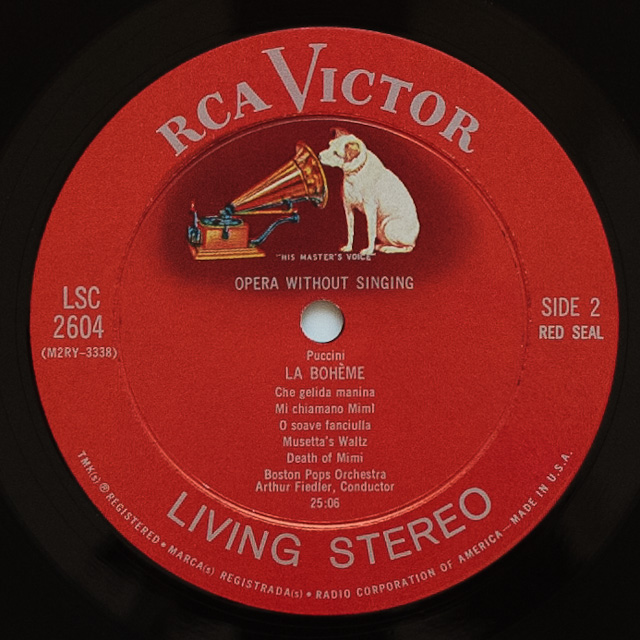 RCA VICTOR
"HIS MASTER'S VOICE"
OPERA WITHOUT SINGING
LSC
2604
(M2RY-3338)
SIDE 2
RED SEAL
Puccini
LA BOHÈME
Che gelida manina
Mi chiamano Mimì
O soave fanciulla
Musetta's Waltz
Death of Mimi
Boston Pops Orchestra
Arthur Fiedler, Conductor
25:06
LIVING STEREO
TMK(s) ® REGISTERED • MARCA(s) REGISTRADA(s) • RADIO CORPORATION OF AMERICA—MADE IN U.S.A.